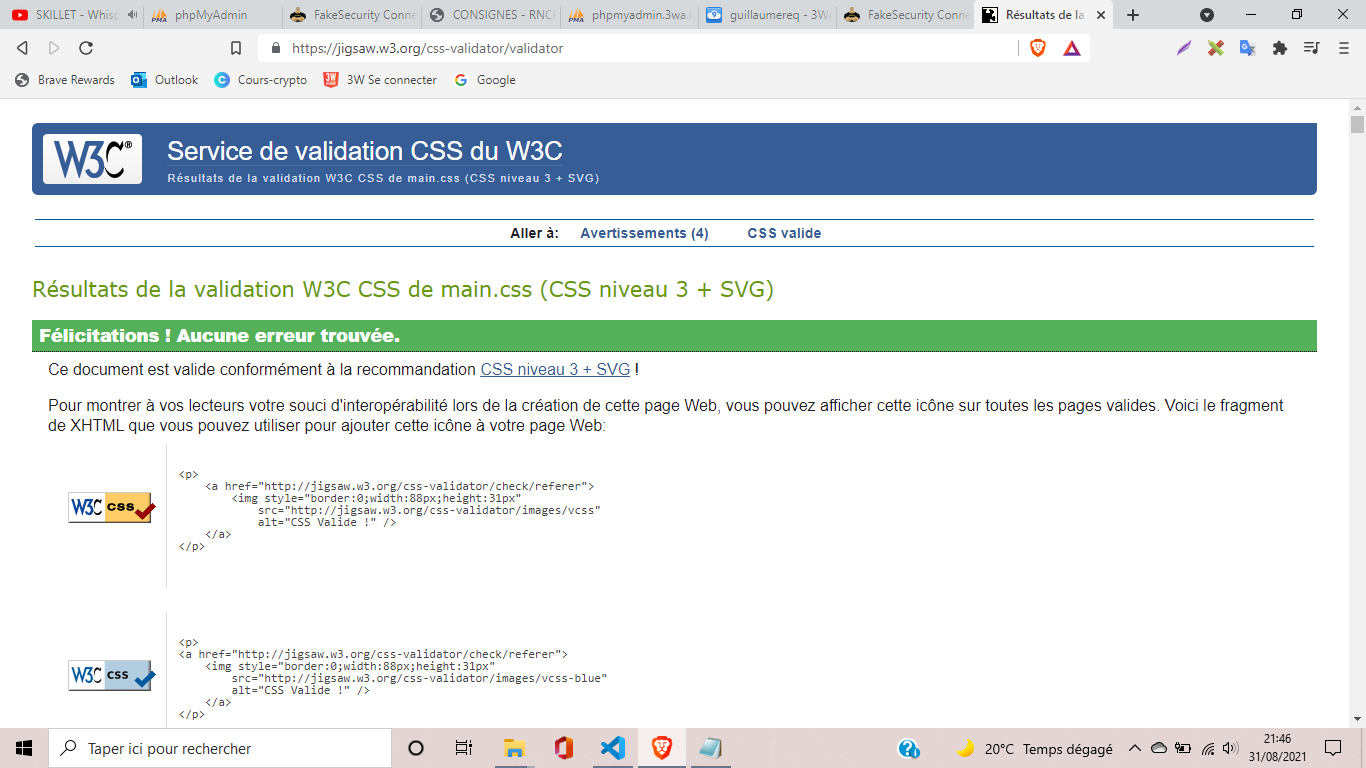 SKILLET - Whisp
phpMyAdmin
FakeSecurity Conne
CONSIGNES - RNC
phpmyadmin.3wa.i
guillaumereq - 3W
FakeSecurity Conne
Résultats de la
https://jigsaw.w3.org/css-validator/validator
Brave Rewards
Outlook
Cours-crypto
3W Se connecter
Google
W3C®
Service de validation CSS du W3C
Résultats de la validation W3C CSS de main.css (CSS niveau 3 + SVG)
Aller à: Avertissements (4) CSS valide
Résultats de la validation W3C CSS de main.css (CSS niveau 3 + SVG)
Félicitations ! Aucune erreur trouvée.
Ce document est valide conformément à la recommandation CSS niveau 3 + SVG !
Pour montrer à vos lecteurs votre souci d'interopérabilité lors de la création de cette page Web, vous pouvez afficher cette icône sur toutes les pages valides. Voici le fragment
de XHTML que vous pouvez utiliser pour ajouter cette icône à votre page Web:
W3C css
<p>
<a href="http://jigsaw.w3.org/css-validator/check/referer">
<img style="border:0;width:88px;height:31px"
src="http://jigsaw.w3.org/css-validator/images/vcss"
alt="CSS Valide !" />
</a>
</p>
W3C css
<p>
<a href="http://jigsaw.w3.org/css-validator/check/referer">
<img style="border:0;width:88px;height:31px"
src="http://jigsaw.w3.org/css-validator/images/vcss-blue"
alt="CSS Valide !" />
</a>
</p>
Taper ici pour rechercher
20°C Temps dégagé
21:46
31/08/2021